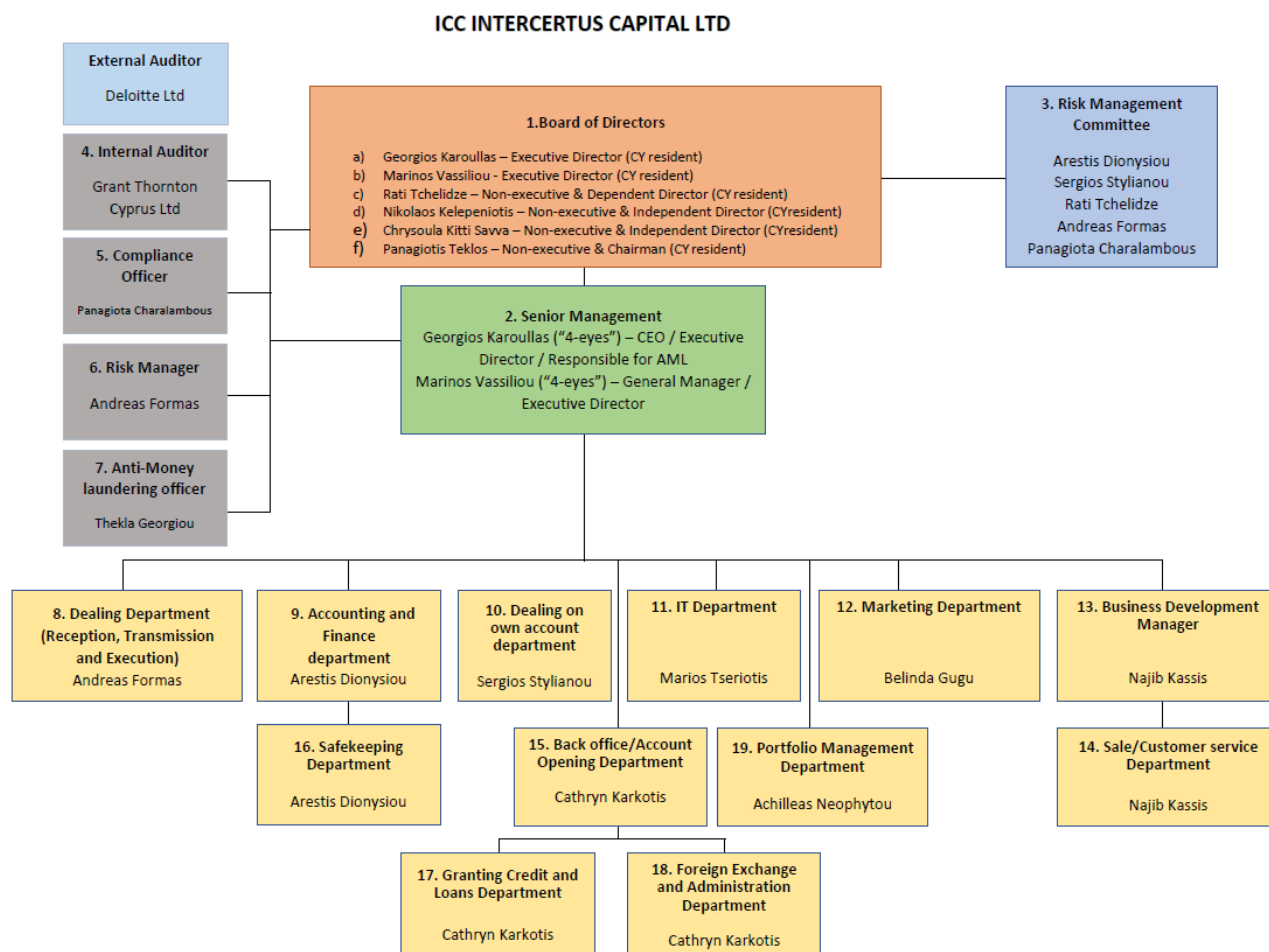 ICC INTERCERTUS CAPITAL LTD
External Auditor
Deloitte Ltd
4. Internal Auditor
Grant Thornton
Cyprus Ltd
5. Compliance
Officer
Panagiota Charalambous
6. Risk Manager
Andreas Formas
7. Anti-Money
laundering officer
Thekla Georgiou
1.Board of Directors
a) Georgios Karoullas – Executive Director (CY resident)
b) Marinos Vassiliou - Executive Director (CY resident)
c) Rati Tchelidze – Non-executive & Dependent Director (CY resident)
d) Nikolaos Kelepeniotis – Non-executive & Independent Director (CYresident)
e) Chrysoula Kitti Savva – Non-executive & Independent Director (CYresident)
f) Panagiotis Teklos – Non-executive & Chairman (CY resident)
3. Risk Management
Committee
Arestis Dionysiou
Sergios Stylianou
Rati Tchelidze
Andreas Formas
Panagiota Charalambous
2. Senior Management
Georgios Karoullas (“4-eyes”) – CEO / Executive
Director / Responsible for AML
Marinos Vassiliou (“4-eyes”) – General Manager /
Executive Director
8. Dealing Department
(Reception, Transmission
and Execution)
Andreas Formas
9. Accounting and
Finance
department
Arestis Dionysiou
10. Dealing on
own account
department
Sergios Stylianou
11. IT Department
Marios Tseriotis
12. Marketing Department
Belinda Gugu
13. Business Development
Manager
Najib Kassis
16. Safekeeping
Department
Arestis Dionysiou
15. Back office/Account
Opening Department
Cathryn Karkotis
19. Portfolio Management
Department
Achilleas Neophytou
14. Sale/Customer service
Department
Najib Kassis
17. Granting Credit and
Loans Department
Cathryn Karkotis
18. Foreign Exchange
and Administration
Department
Cathryn Karkotis